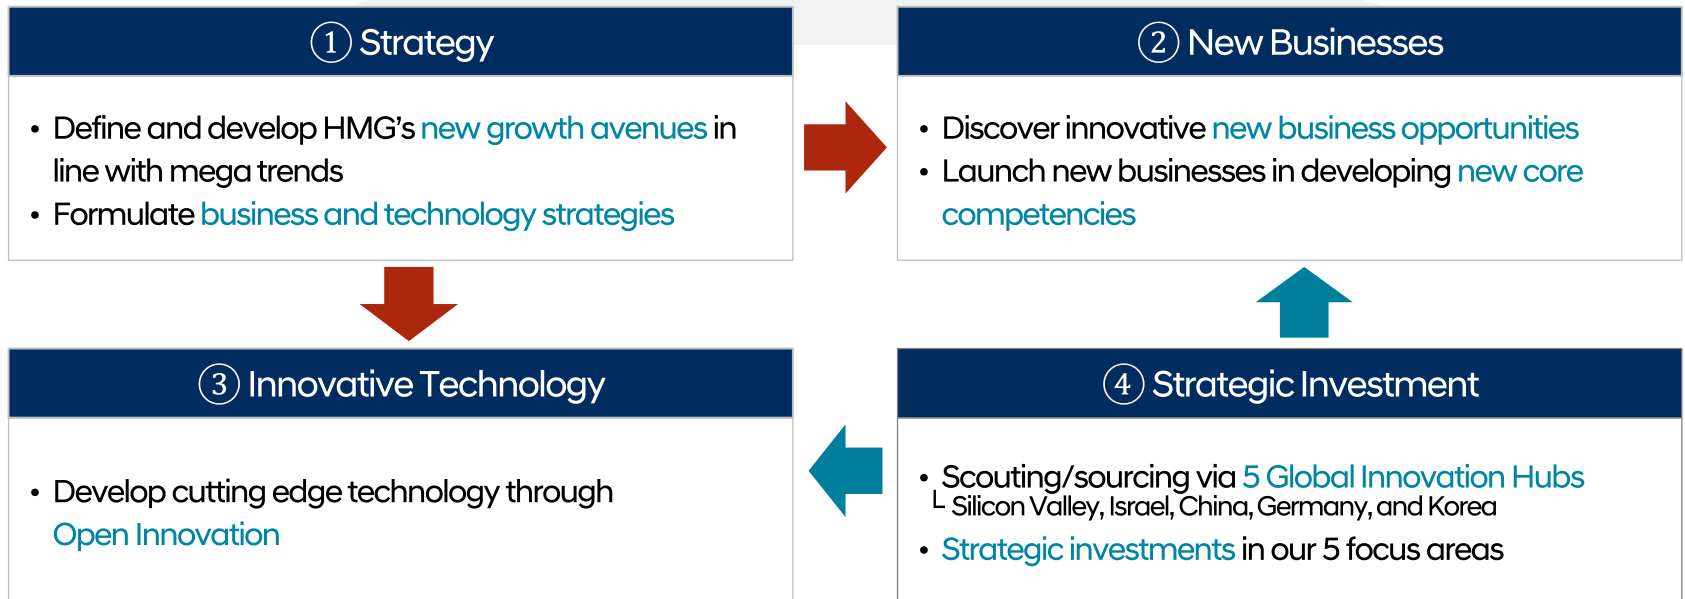 ① Strategy
• Define and develop HMG's new growth avenues in
line with mega trends
• Formulate business and technology strategies
② New Businesses
• Discover innovative new business opportunities
• Launch new businesses in developing new core
competencies
③ Innovative Technology
• Develop cutting edge technology through
Open Innovation
④ Strategic Investment
• Scouting/sourcing via 5 Global Innovation Hubs
└ Silicon Valley, Israel, China, Germany, and Korea
• Strategic investments in our 5 focus areas